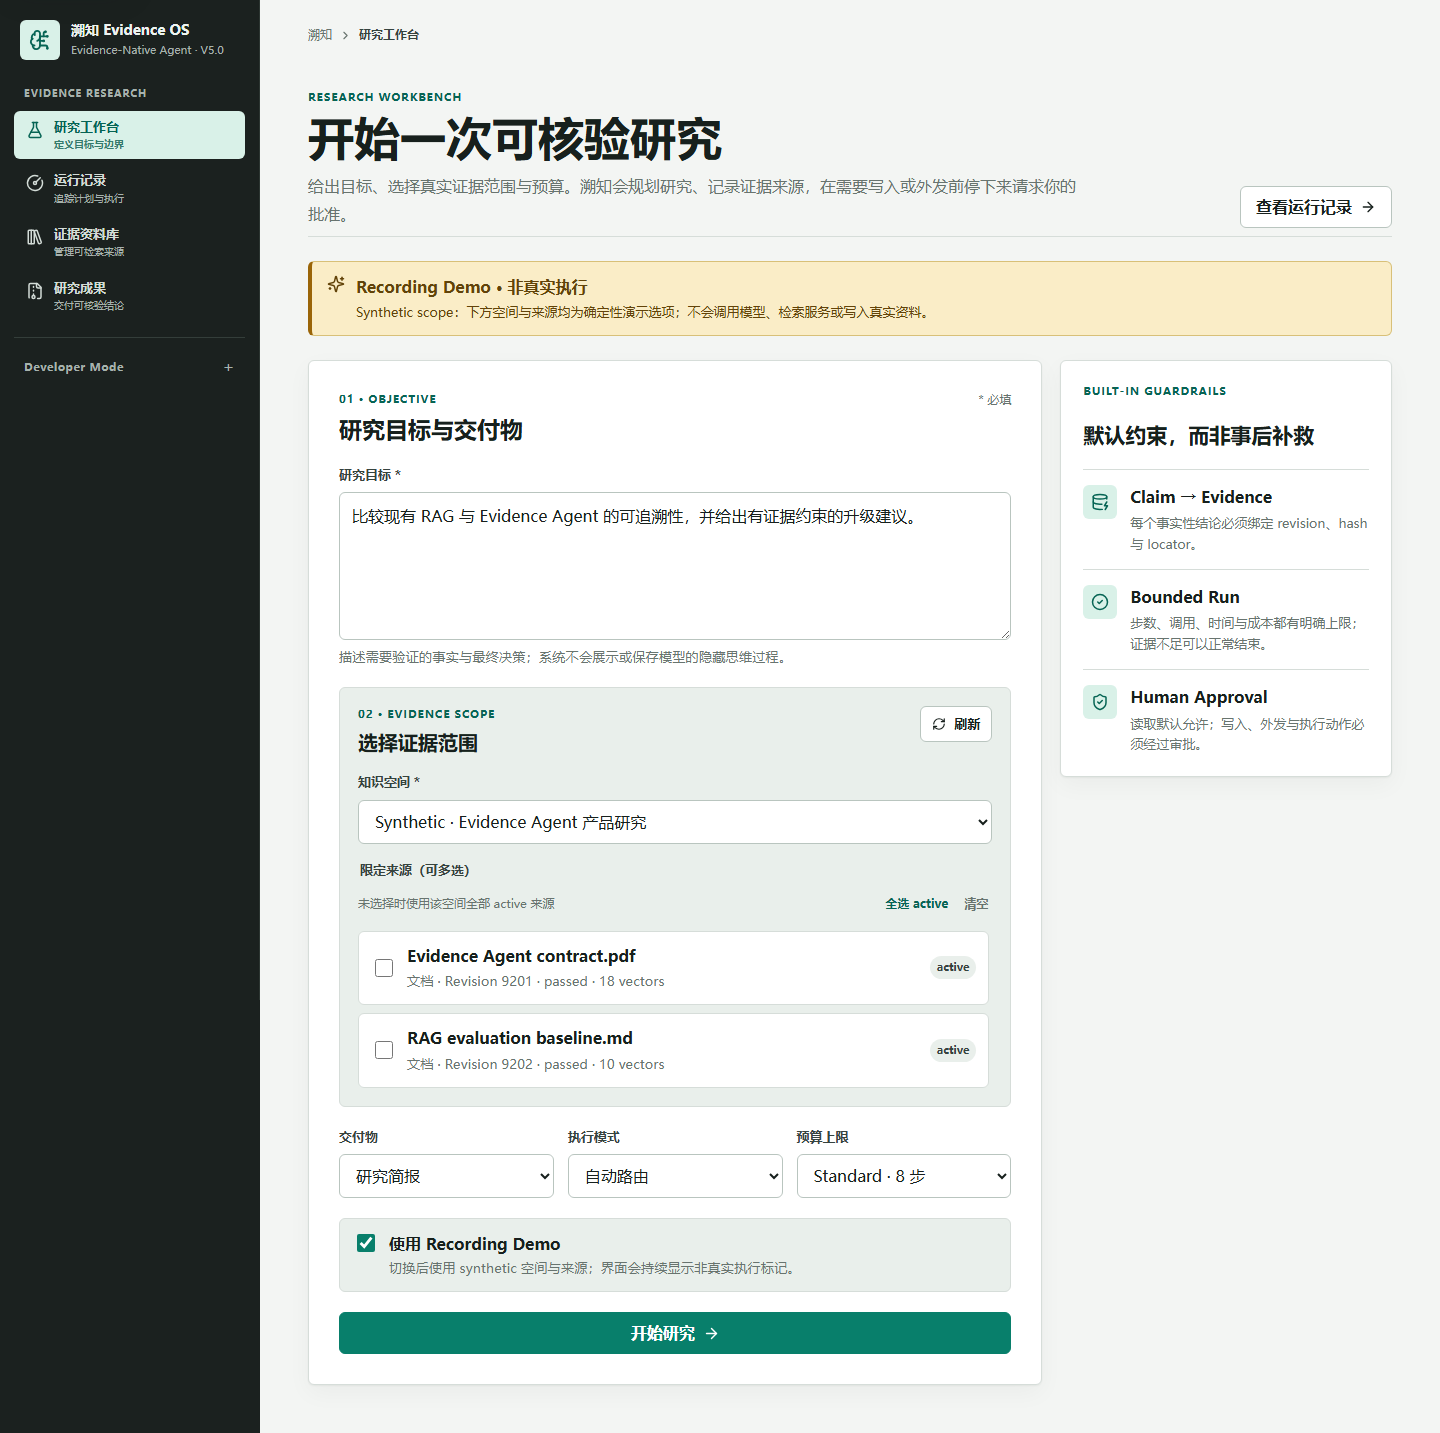 溯知 Evidence OS
Evidence-Native Agent · V5.0
EVIDENCE RESEARCH
研究工作台
定义目标与边界
运行记录
追踪计划与执行
证据资料库
管理可检索来源
研究成果
交付可核验结论
Developer Mode +
溯知 > 研究工作台
RESEARCH WORKBENCH
开始一次可核验研究
给出目标、选择真实证据范围与预算。溯知会规划研究、记录证据来源，在需要写入或外发前停下来请求你的
批准。
查看运行记录 →
Recording Demo • 非真实执行
Synthetic scope：下方空间与来源均为确定性演示选项；不会调用模型、检索服务或写入真实资料。
01 • OBJECTIVE
* 必填
研究目标与交付物
研究目标 *
比较现有 RAG 与 Evidence Agent 的可追溯性，并给出有证据约束的升级建议。
描述需要验证的事实与最终决策；系统不会展示或保存模型的隐藏思维过程。
02 • EVIDENCE SCOPE
选择证据范围
刷新
知识空间 *
Synthetic · Evidence Agent 产品研究
限定来源（可多选）
未选择时使用该空间全部 active 来源
全选 active 清空
Evidence Agent contract.pdf
文档 · Revision 9201 · passed · 18 vectors
active
RAG evaluation baseline.md
文档 · Revision 9202 · passed · 10 vectors
active
交付物
研究简报
执行模式
自动路由
预算上限
Standard · 8 步
使用 Recording Demo
切换后使用 synthetic 空间与来源；界面会持续显示非真实执行标记。
开始研究 →
BUILT-IN GUARDRAILS
默认约束，而非事后补救
Claim → Evidence
每个事实性结论必须绑定 revision、hash
与 locator。
Bounded Run
步数、调用、时间与成本都有明确上限；
证据不足可以正常结束。
Human Approval
读取默认允许；写入、外发与执行动作必
须经过审批。